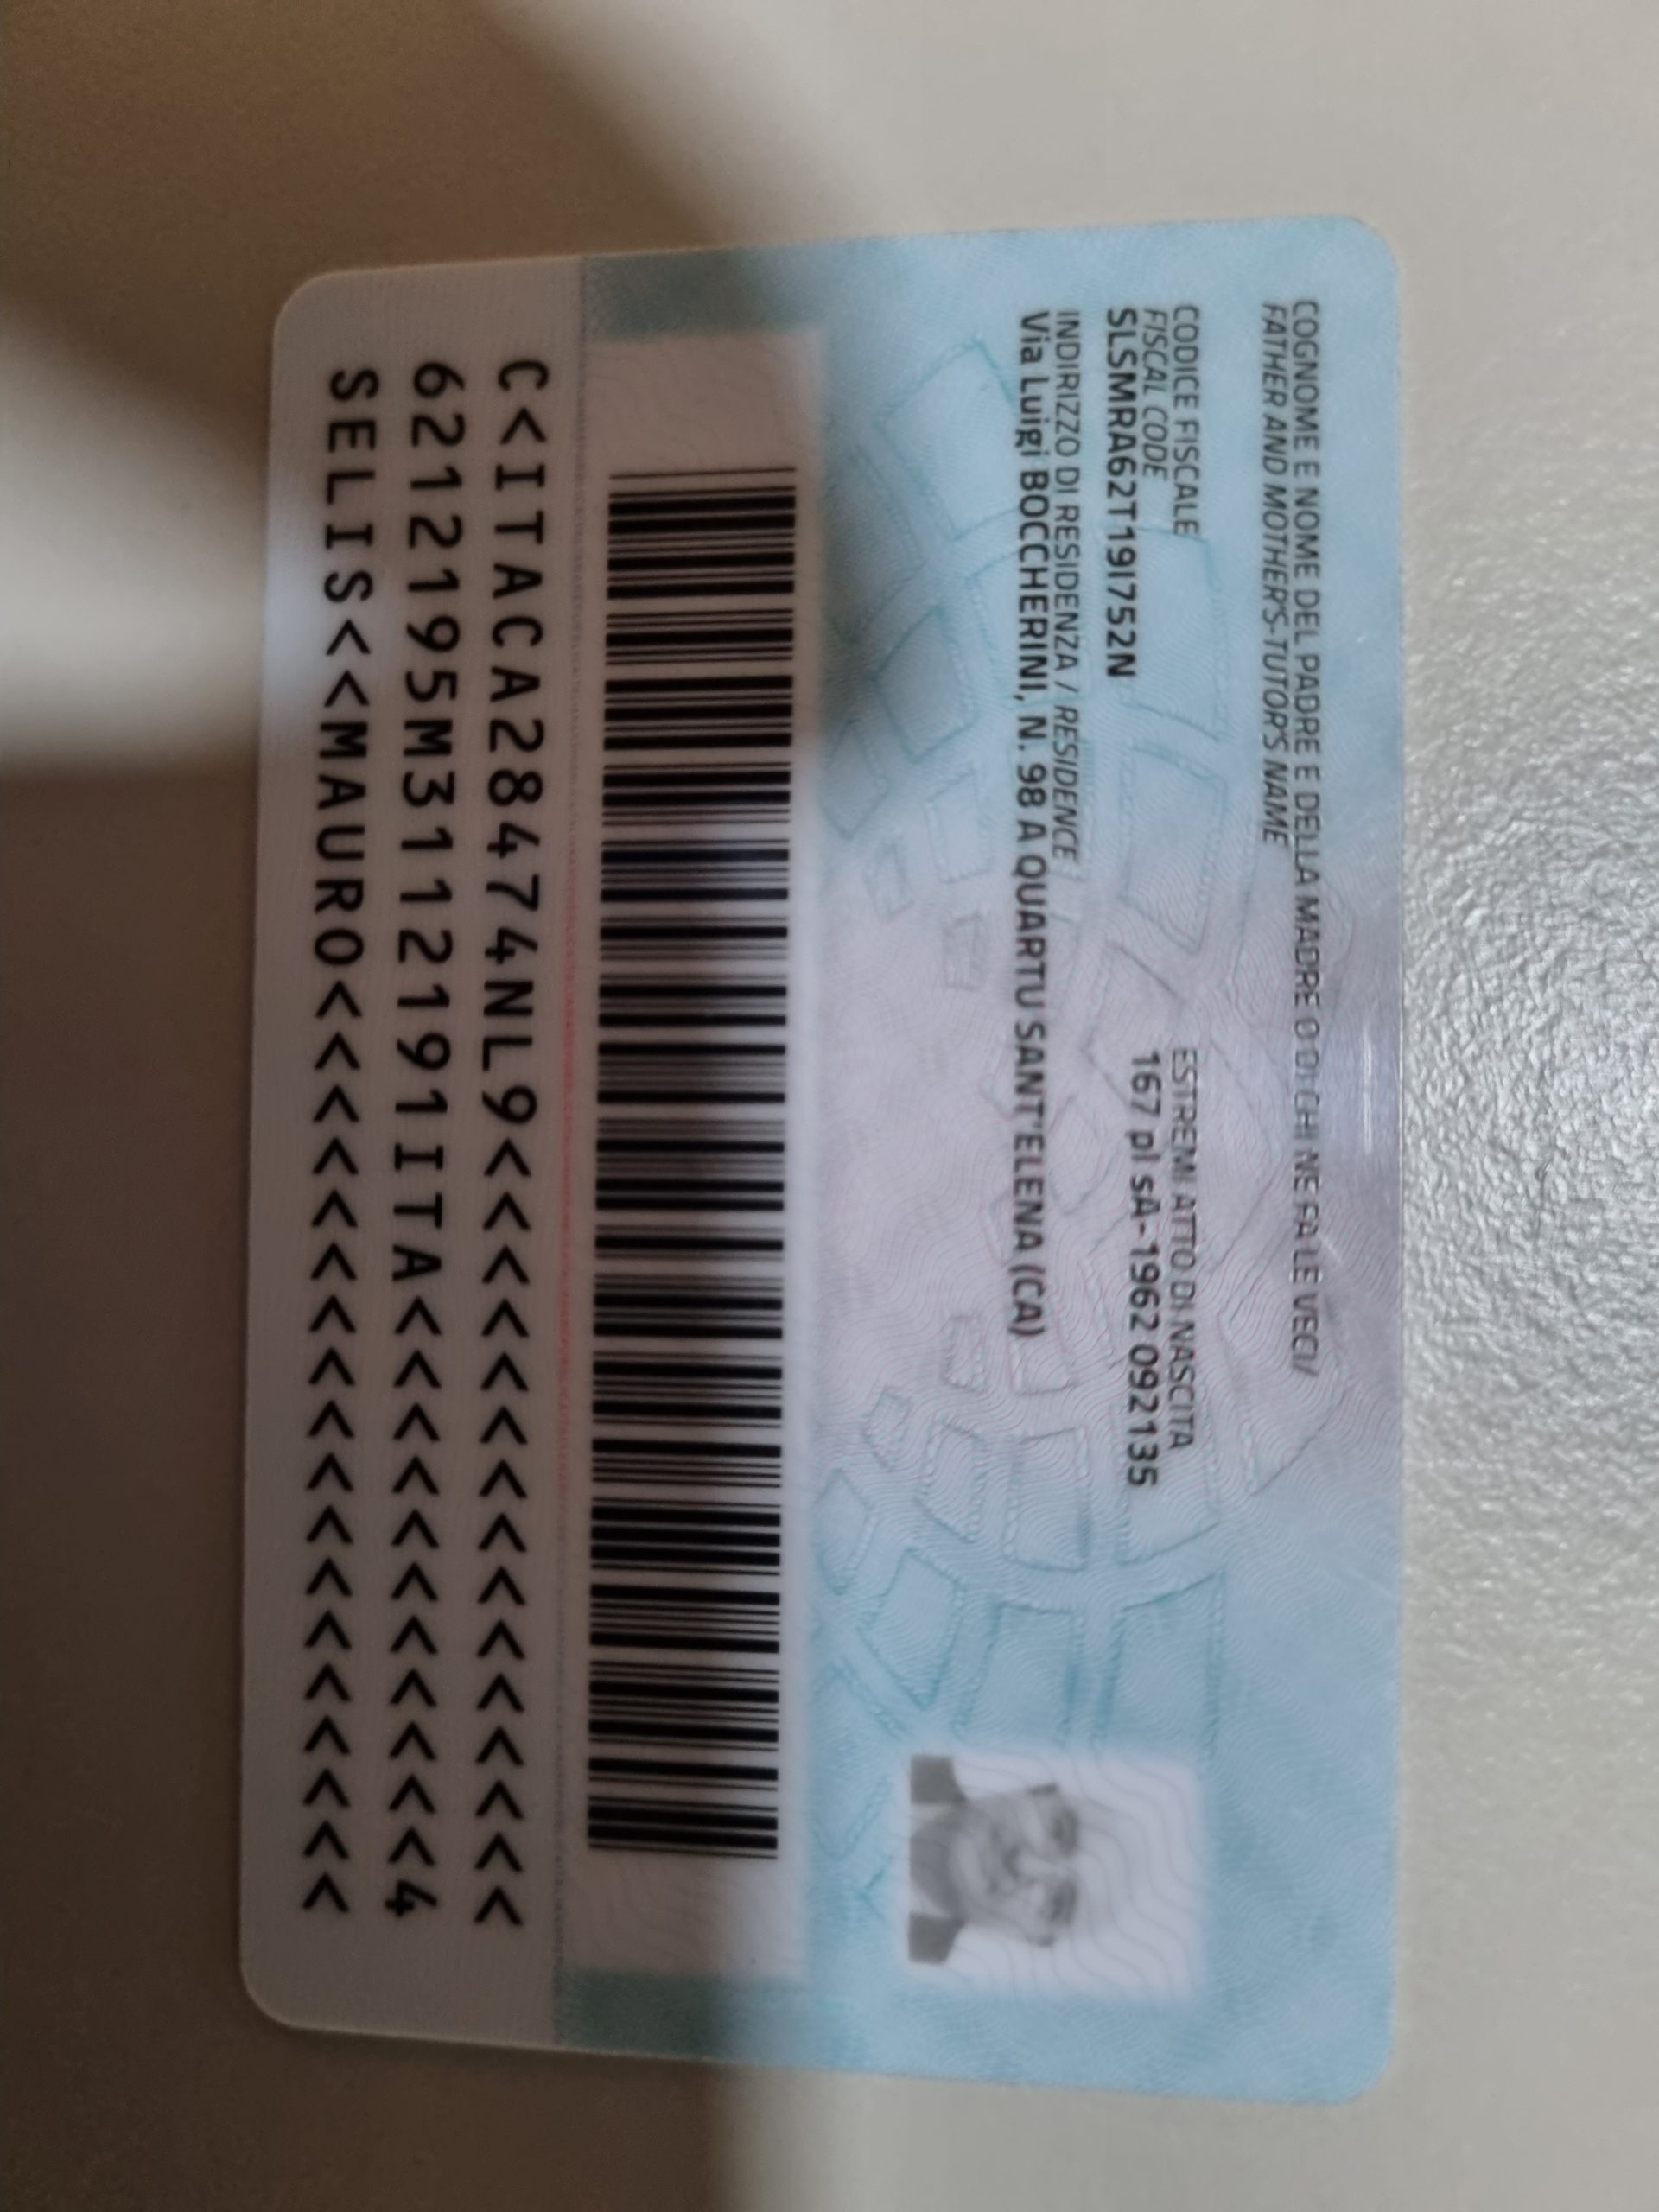 COGNOME E NOME DEL PADRE E DELLA MADRE O DI CHI NE FA LE VECI/
FATHER AND MOTHER'S-TUTOR'S NAME
CODICE FISCALE
FISCAL CODE
SLSMRA62T19I752N
ESTREMI ATTO DI NASCITA
167 pI sA-1962 092135
INDIRIZZO DI RESIDENZA / RESIDENCE
Via Luigi BOCCHERINI, N. 98 A QUARTU SANT'ELENA (CA)
C<ITACA28474NL9<<<<<<<<<<<<<<<
6212195M3112191ITA<<<<<<<<<<<4
SELIS<<MAURO<<<<<<<<<<<<<<<<<<